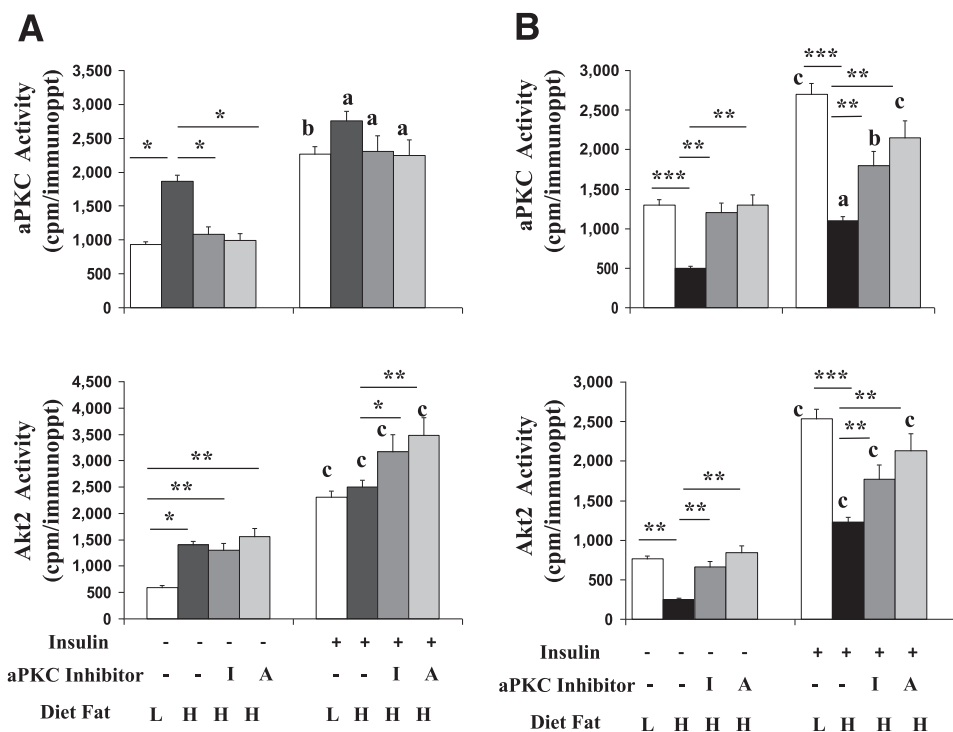 A
B
aPKC Activity
(cpm/immunoppt)
3,500
3,000
2,500
2,000
1,500
1,000
500
0
* * *
b a a a
aPKC Activity
(cpm/immunoppt)
3,000
2,500
2,000
1,500
1,000
500
0
*** ** **
*** ** **
c a b c
Akt2 Activity
(cpm/immunoppt)
4,500
4,000
3,500
3,000
2,500
2,000
1,500
1,000
500
0
* ** **
* **
c c c c
Insulin - - - - + + + +
aPKC Inhibitor - - I A - - I A
Diet Fat L H H H L H H H
Akt2 Activity
(cpm/immunoppt)
3,000
2,500
2,000
1,500
1,000
500
0
** ** **
*** ** **
c c c c
Insulin - - - - + + + +
aPKC Inhibitor - - I A - - I A
Diet Fat L H H H L H H H